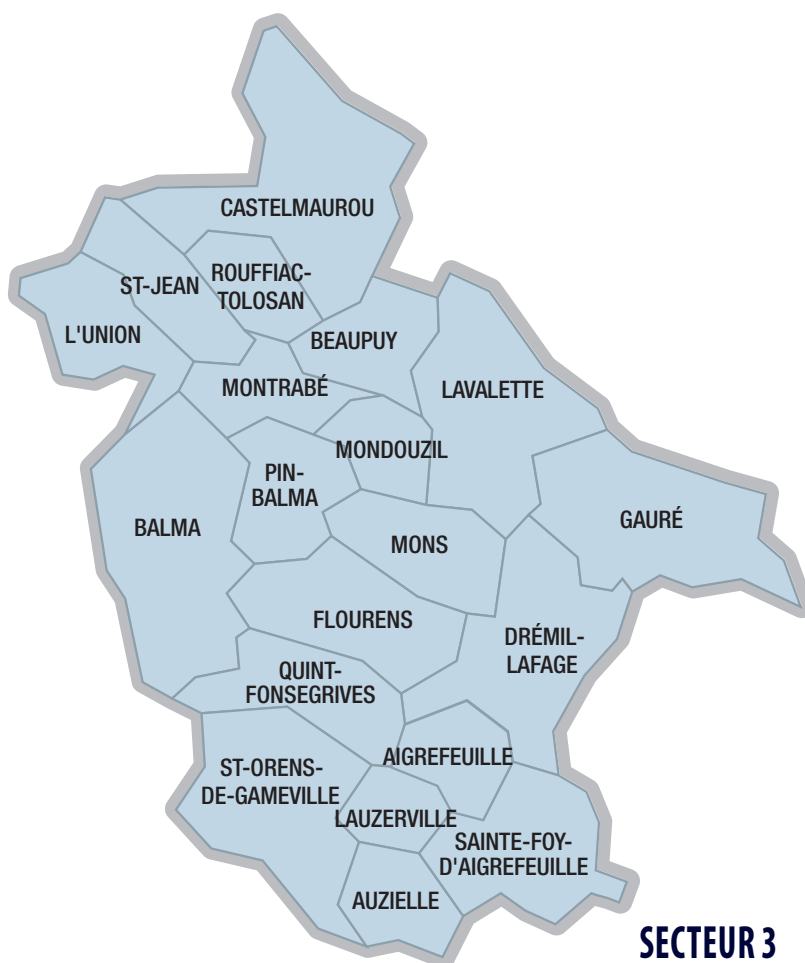 CASTELMAUROU
ROUFFIAC-
TOLOSAN
ST-JEAN
L'UNION
BEAUPUY
MONTRABÉ
LAVALETTE
MONDOUZIL
PIN-
BALMA
BALMA
GAURÉ
MONS
FLOURENS
DRÉMIL-
LAFAGE
QUINT-
FONSEGRIVES
AIGREFEUILLE
ST-ORENS-
DE-GAMEVILLE
LAUZERVILLE
SAINTE-FOY-
D'AIGREFEUILLE
AUZIELLE
SECTEUR 3